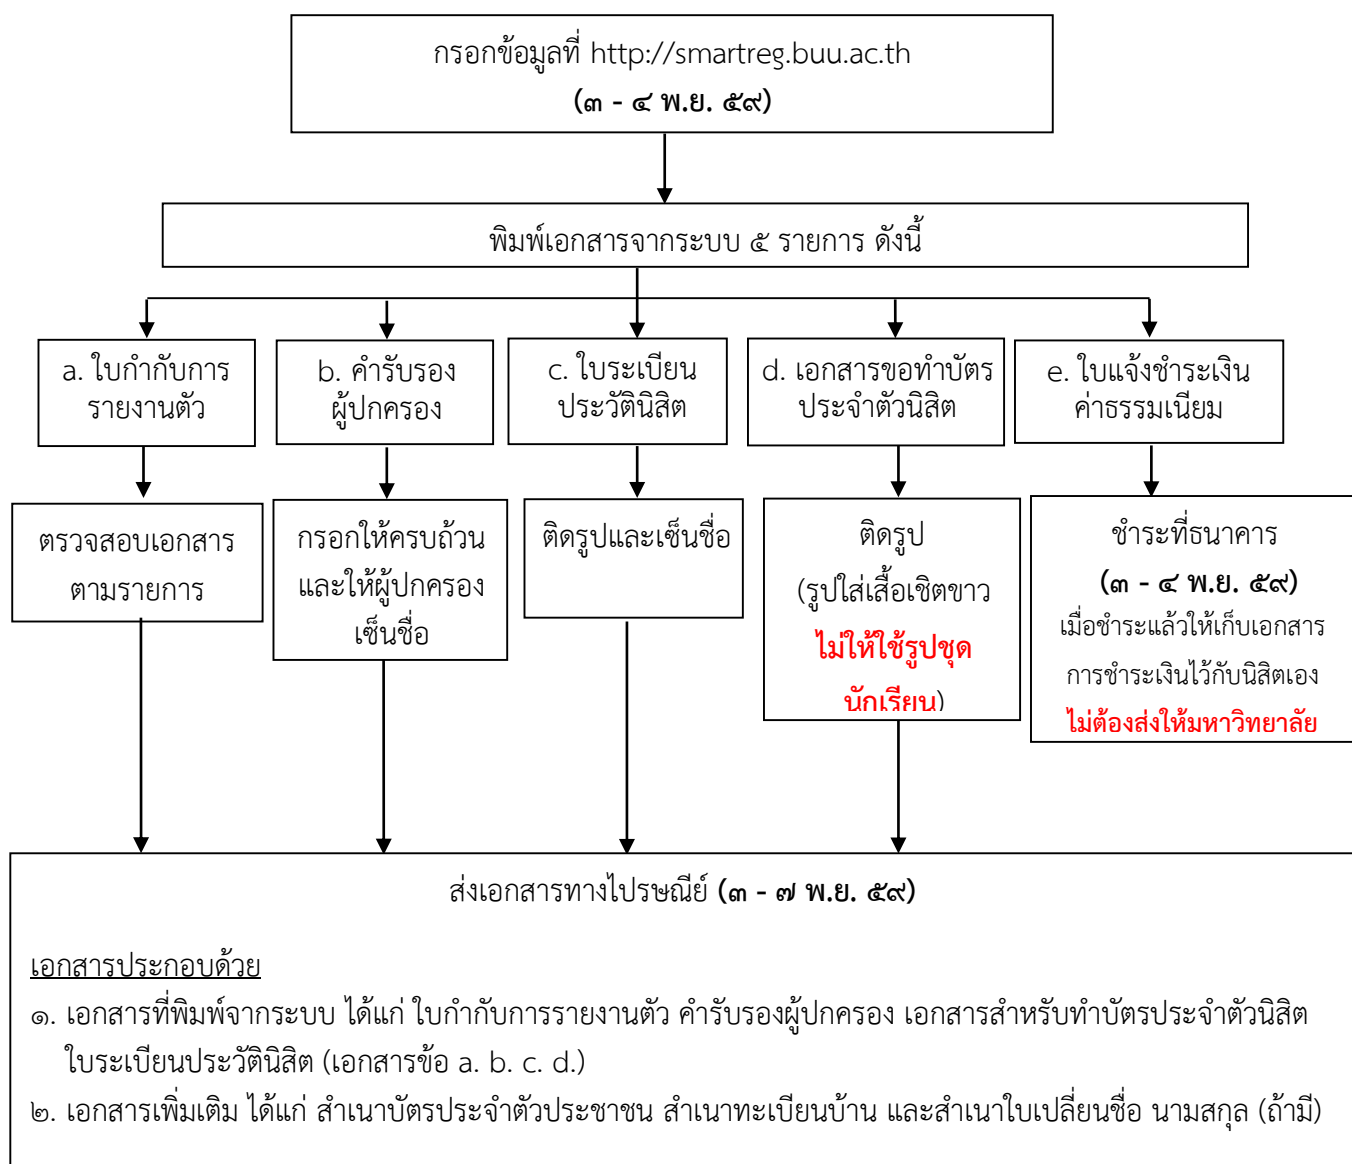 กรอกข้อมูลที่ http://smartreg.buu.ac.th
(๓ - ๔ พ.ย. ๕๙)
พิมพ์เอกสารจากระบบ ๕ รายการ ดังนี้
a. ใบกำกับการ
รายงานตัว
b. คำรับรอง
ผู้ปกครอง
c. ใบระเบียน
ประวัตินิสิต
d. เอกสารขอทำบัตร
ประจำตัวนิสิต
e. ใบแจ้งชำระเงิน
ค่าธรรมเนียม
ตรวจสอบเอกสาร
ตามรายการ
กรอกให้ครบถ้วน
และให้ผู้ปกครอง
เซ็นชื่อ
ติดรูปและเซ็นชื่อ
ติดรูป
(รูปใส่เสื้อเชิตขาว
ไม่ให้ใช้รูปชุด
นักเรียน)
ชำระที่ธนาคาร
(๓ - ๔ พ.ย. ๕๙)
เมื่อชำระแล้วให้เก็บเอกสาร
การชำระเงินไว้กับนิสิตเอง
ไม่ต้องส่งให้มหาวิทยาลัย
ส่งเอกสารทางไปรษณีย์ (๓ - ๗ พ.ย. ๕๙)
เอกสารประกอบด้วย
๑. เอกสารที่พิมพ์จากระบบ ได้แก่ ใบกำกับการรายงานตัว คำรับรองผู้ปกครอง เอกสารสำหรับทำบัตรประจำตัวนิสิต
ใบระเบียนประวัตินิสิต (เอกสารข้อ a. b. c. d.)
๒. เอกสารเพิ่มเติม ได้แก่ สำเนาบัตรประจำตัวประชาชน สำเนาทะเบียนบ้าน และสำเนาใบเปลี่ยนชื่อ นามสกุล (ถ้ามี)